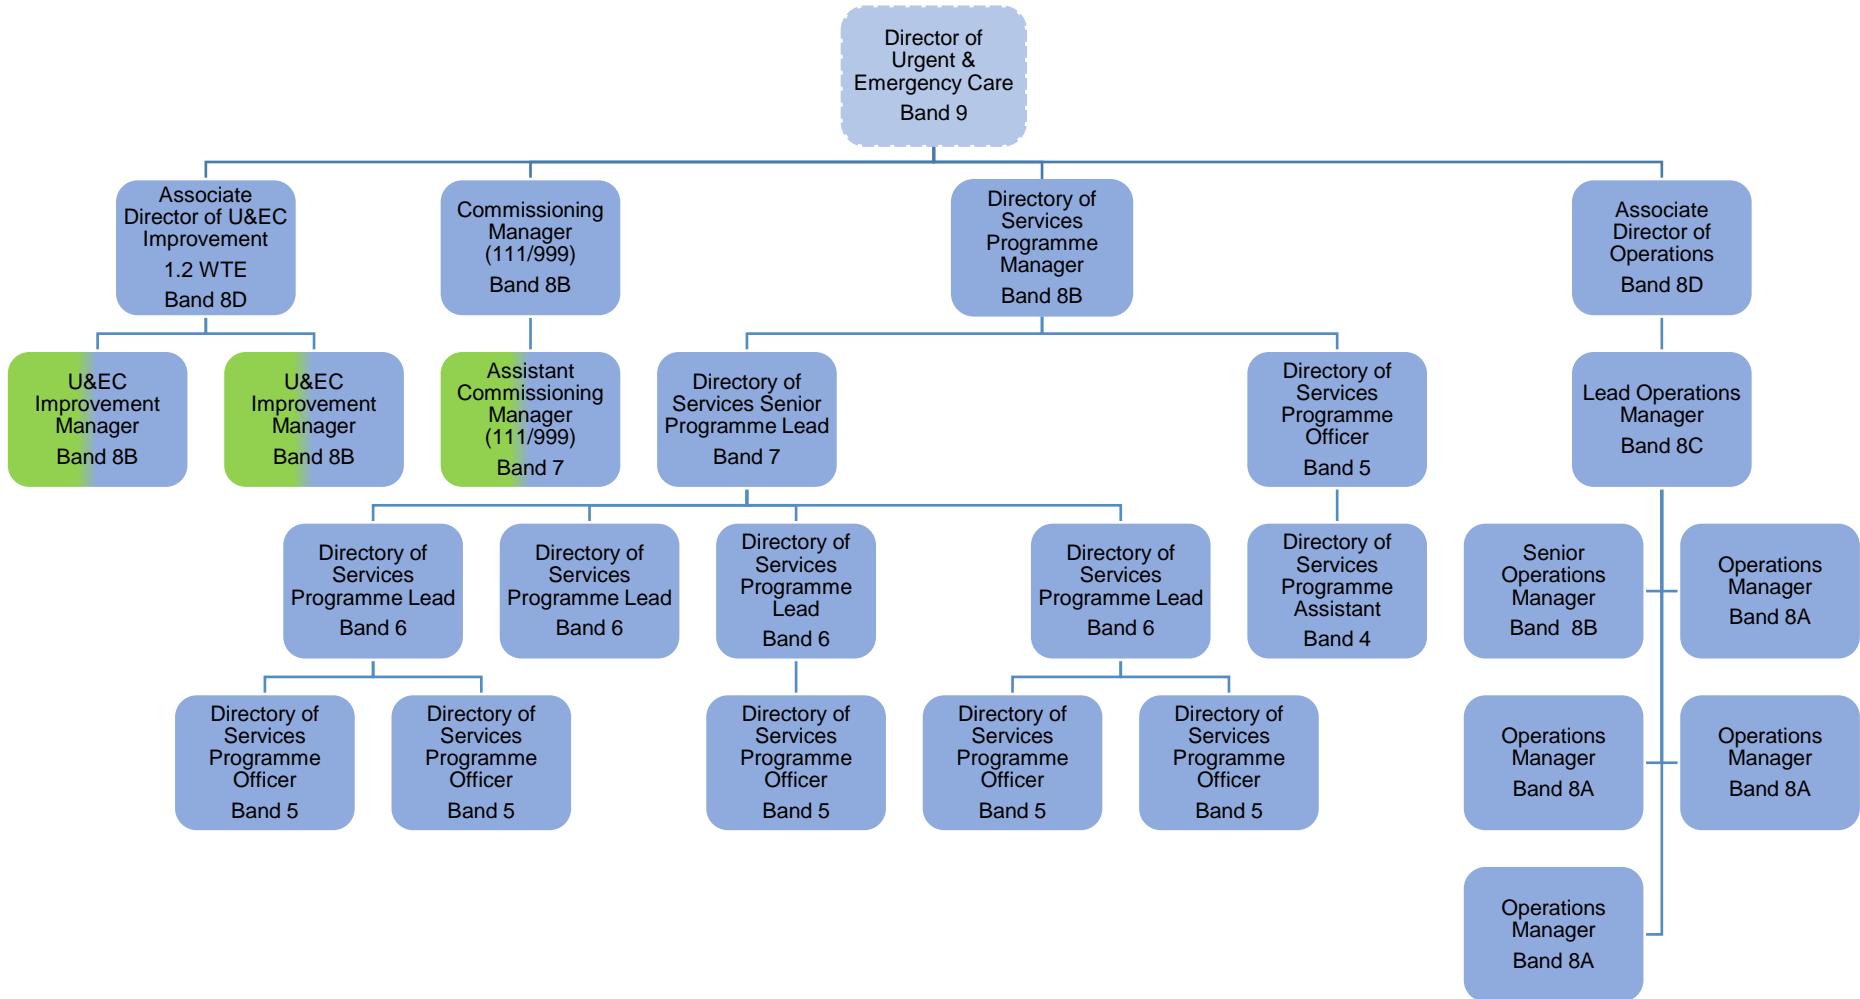 Director of
Urgent &
Emergency Care
Band 9
Associate
Director of U&EC
Improvement
1.2 WTE
Band 8D
Commissioning
Manager
(111/999)
Band 8B
Directory of
Services
Programme
Manager
Band 8B
Associate
Director of
Operations
Band 8D
U&EC
Improvement
Manager
Band 8B
U&EC
Improvement
Manager
Band 8B
Assistant
Commissioning
Manager
(111/999)
Band 7
Directory of
Services Senior
Programme Lead
Band 7
Directory of
Services
Programme
Officer
Band 5
Lead Operations
Manager
Band 8C
Directory of
Services
Programme Lead
Band 6
Directory of
Services
Programme Lead
Band 6
Directory of
Services
Programme
Lead
Band 6
Directory of
Services
Programme Lead
Band 6
Directory of
Services
Programme
Assistant
Band 4
Senior
Operations
Manager
Band  8B
Operations
Manager
Band 8A
Directory of
Services
Programme
Officer
Band 5
Directory of
Services
Programme
Officer
Band 5
Directory of
Services
Programme
Officer
Band 5
Directory of
Services
Programme
Officer
Band 5
Directory of
Services
Programme
Officer
Band 5
Operations
Manager
Band 8A
Operations
Manager
Band 8A
Operations
Manager
Band 8A